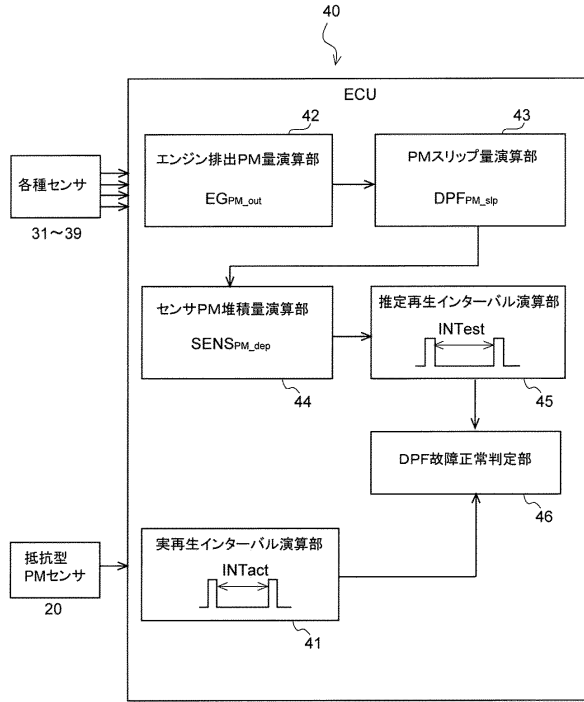 40
ECU
42
エンジン排出PM量演算部
EGPM_out
43
PMスリップ量演算部
DPFPM_slp
各種センサ
31～39
センサPM堆積量演算部
SENSPM_dep
44
推定再生インターバル演算部
INTest
45
DPF故障正常判定部
46
抵抗型
PMセンサ
20
実再生インターバル演算部
INTact
41